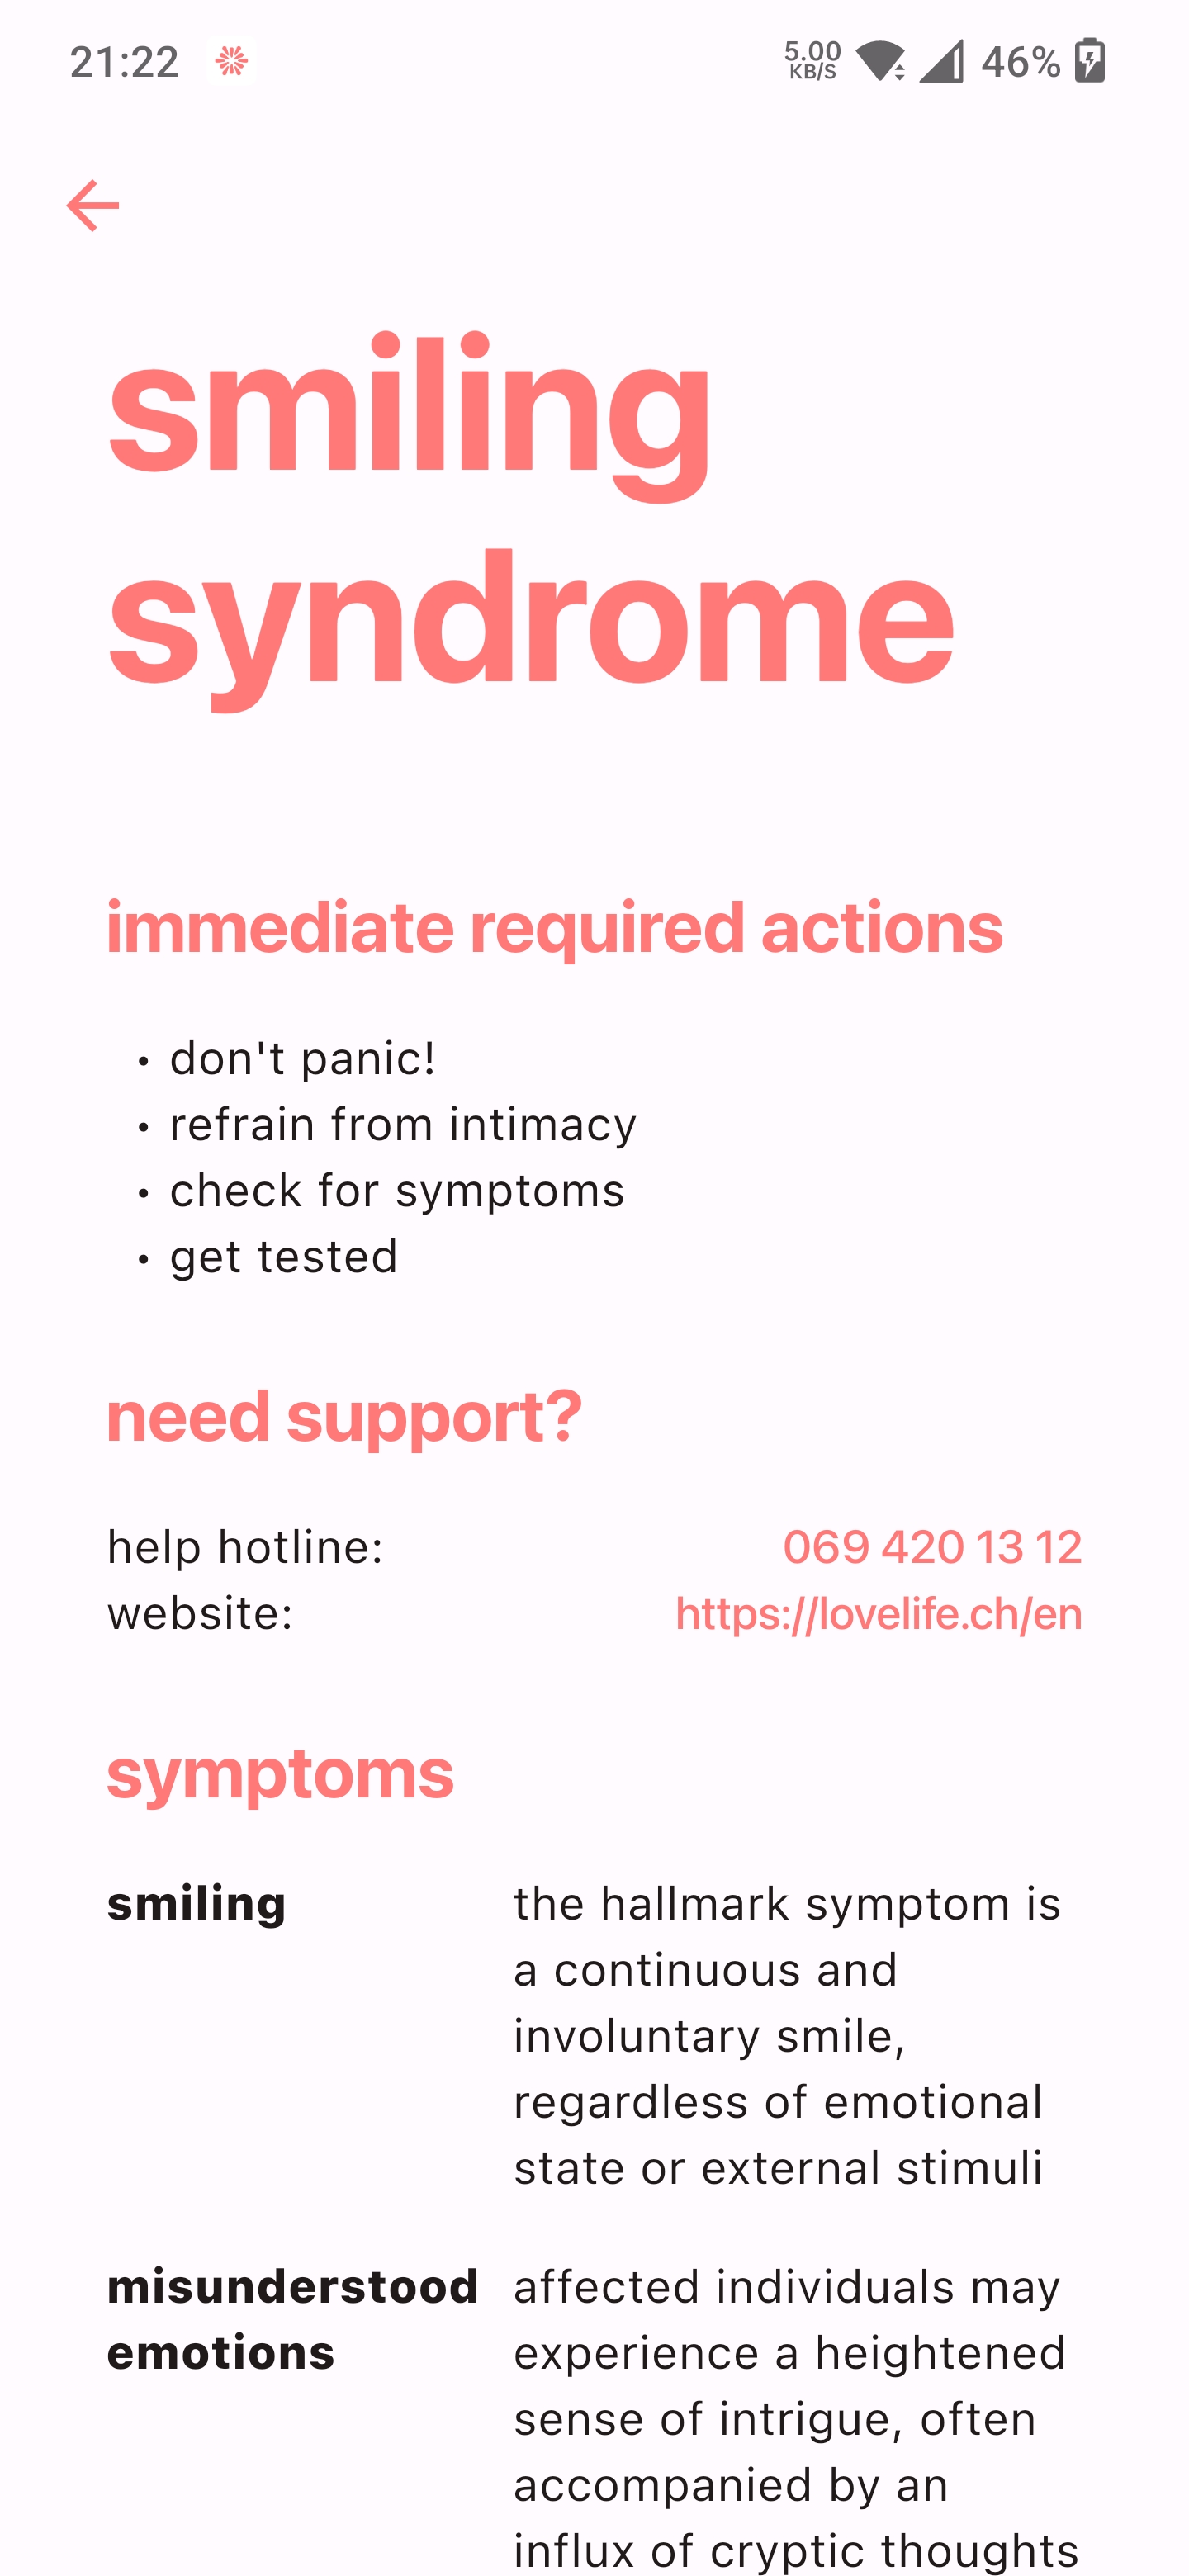 21:22
5.00
KB/S
46%
smiling
syndrome
immediate required actions
• don't panic!
• refrain from intimacy
• check for symptoms
• get tested
need support?
help hotline: 069 420 13 12
website: https://lovelife.ch/en
symptoms
smiling the hallmark symptom is
a continuous and
involuntary smile,
regardless of emotional
state or external stimuli
misunderstood affected individuals may
emotions experience a heightened
sense of intrigue, often
accompanied by an
influx of cryptic thoughts